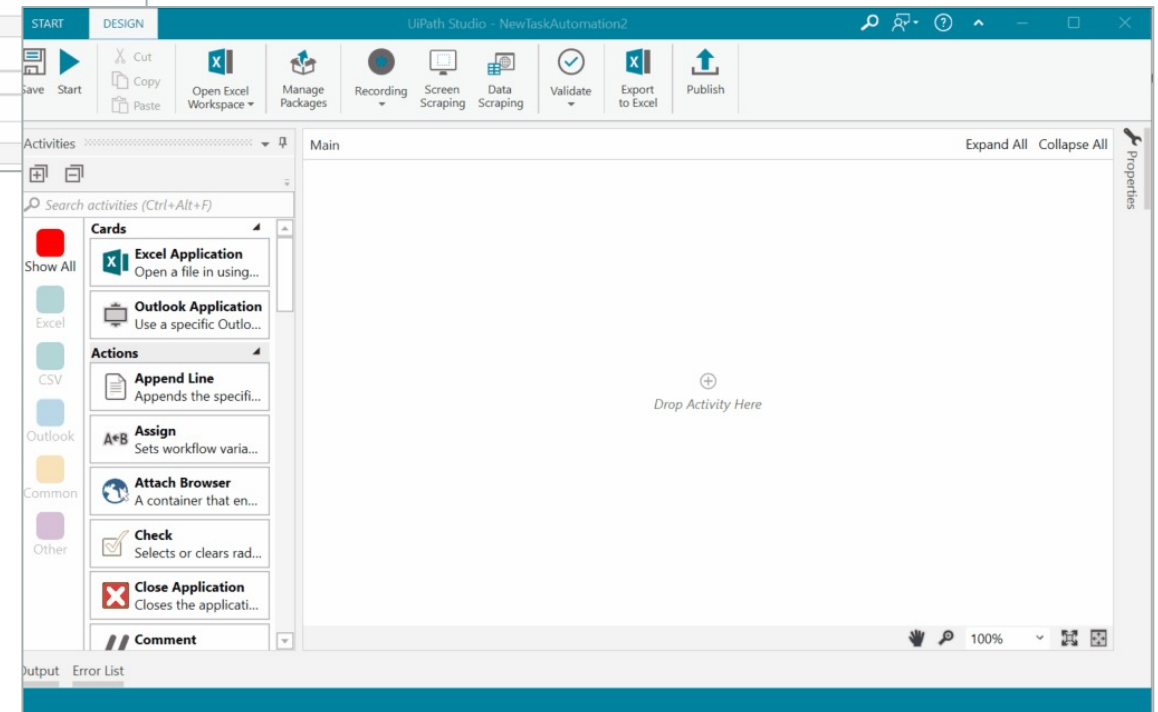 START DESIGN UiPath Studio - NewTaskAutomation2
Save Start
Cut
Copy
Paste
Open Excel
Workspace
Manage
Packages
Recording
Screen
Scraping
Data
Scraping
Validate
Export
to Excel
Publish
Activities
Main Expand All Collapse All
Properties
Search activities (Ctrl+Alt+F)
Show All
Excel
CSV
Outlook
Common
Other
Cards
Excel Application
Open a file in using...
Outlook Application
Use a specific Outlo...
Actions
Append Line
Appends the specifi...
A+B Assign
Sets workflow varia...
Attach Browser
A container that en...
Check
Selects or clears rad...
Close Application
Closes the applicati...
Comment
Drop Activity Here
100%
Output Error List